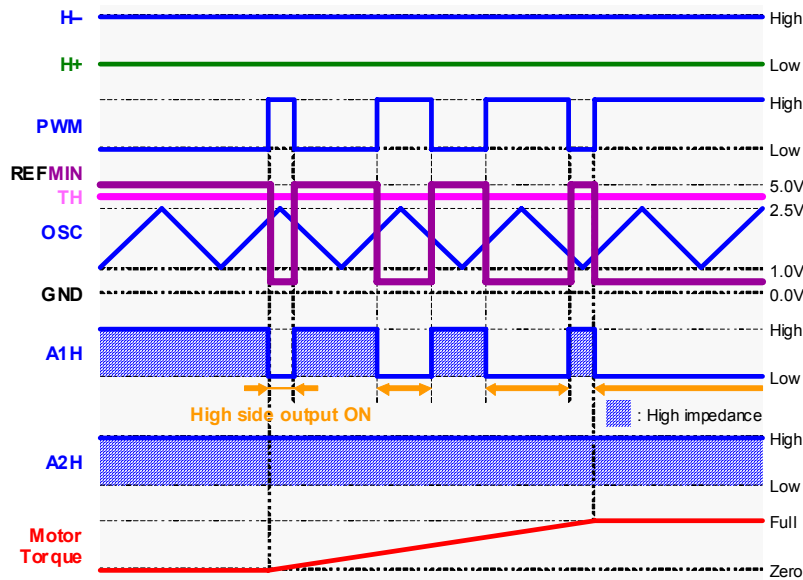 H–
High
H+
Low
High
PWM
Low
REFMIN
5.0V
TH
2.5V
OSC
1.0V
GND
0.0V
High
A1H
Low
High side output ON
: High impedance
High
A2H
Low
Full
Motor
Torque
Zero